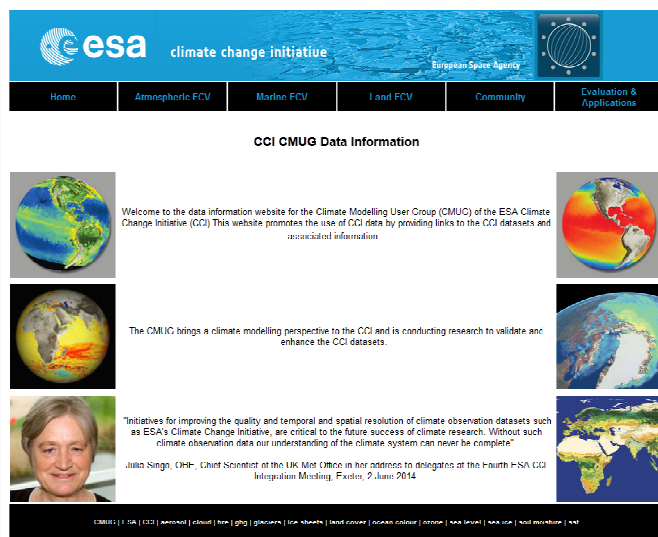 esa climate change initiative
European Space Agency
Home Atmospheric ECV Marine ECV Land ECV Community Evaluation & Applications
CCI CMUG Data Information
Welcome to the data information website for the Climate Modelling User Group (CMUG) of the ESA Climate
Change Initiative (CCI) This website promotes the use of CCI data by providing links to the CCI datasets and
associated information
The CMUG brings a climate modelling perspective to the CCI and is conducting research to validate and
enhance the CCI datasets.
"Initiatives for improving the quality and temporal and spatial resolution of climate observation datasets such
as ESA's Climate Change Initiative, are critical to the future success of climate research. Without such
climate observation data our understanding of the climate system can never be complete"
Julia Singo, OBE, Chief Scientist of the UK Met Office in her address to delegates at the Fourth ESA CCI
Integration Meeting, Exeter, 2 June 2014
CMUG | ESA | CCI | aerosol | cloud | fire | ghg | glaciers | ice sheets | land cover | ocean colour | ozone | sea level | sea ice | soil moisture | sst